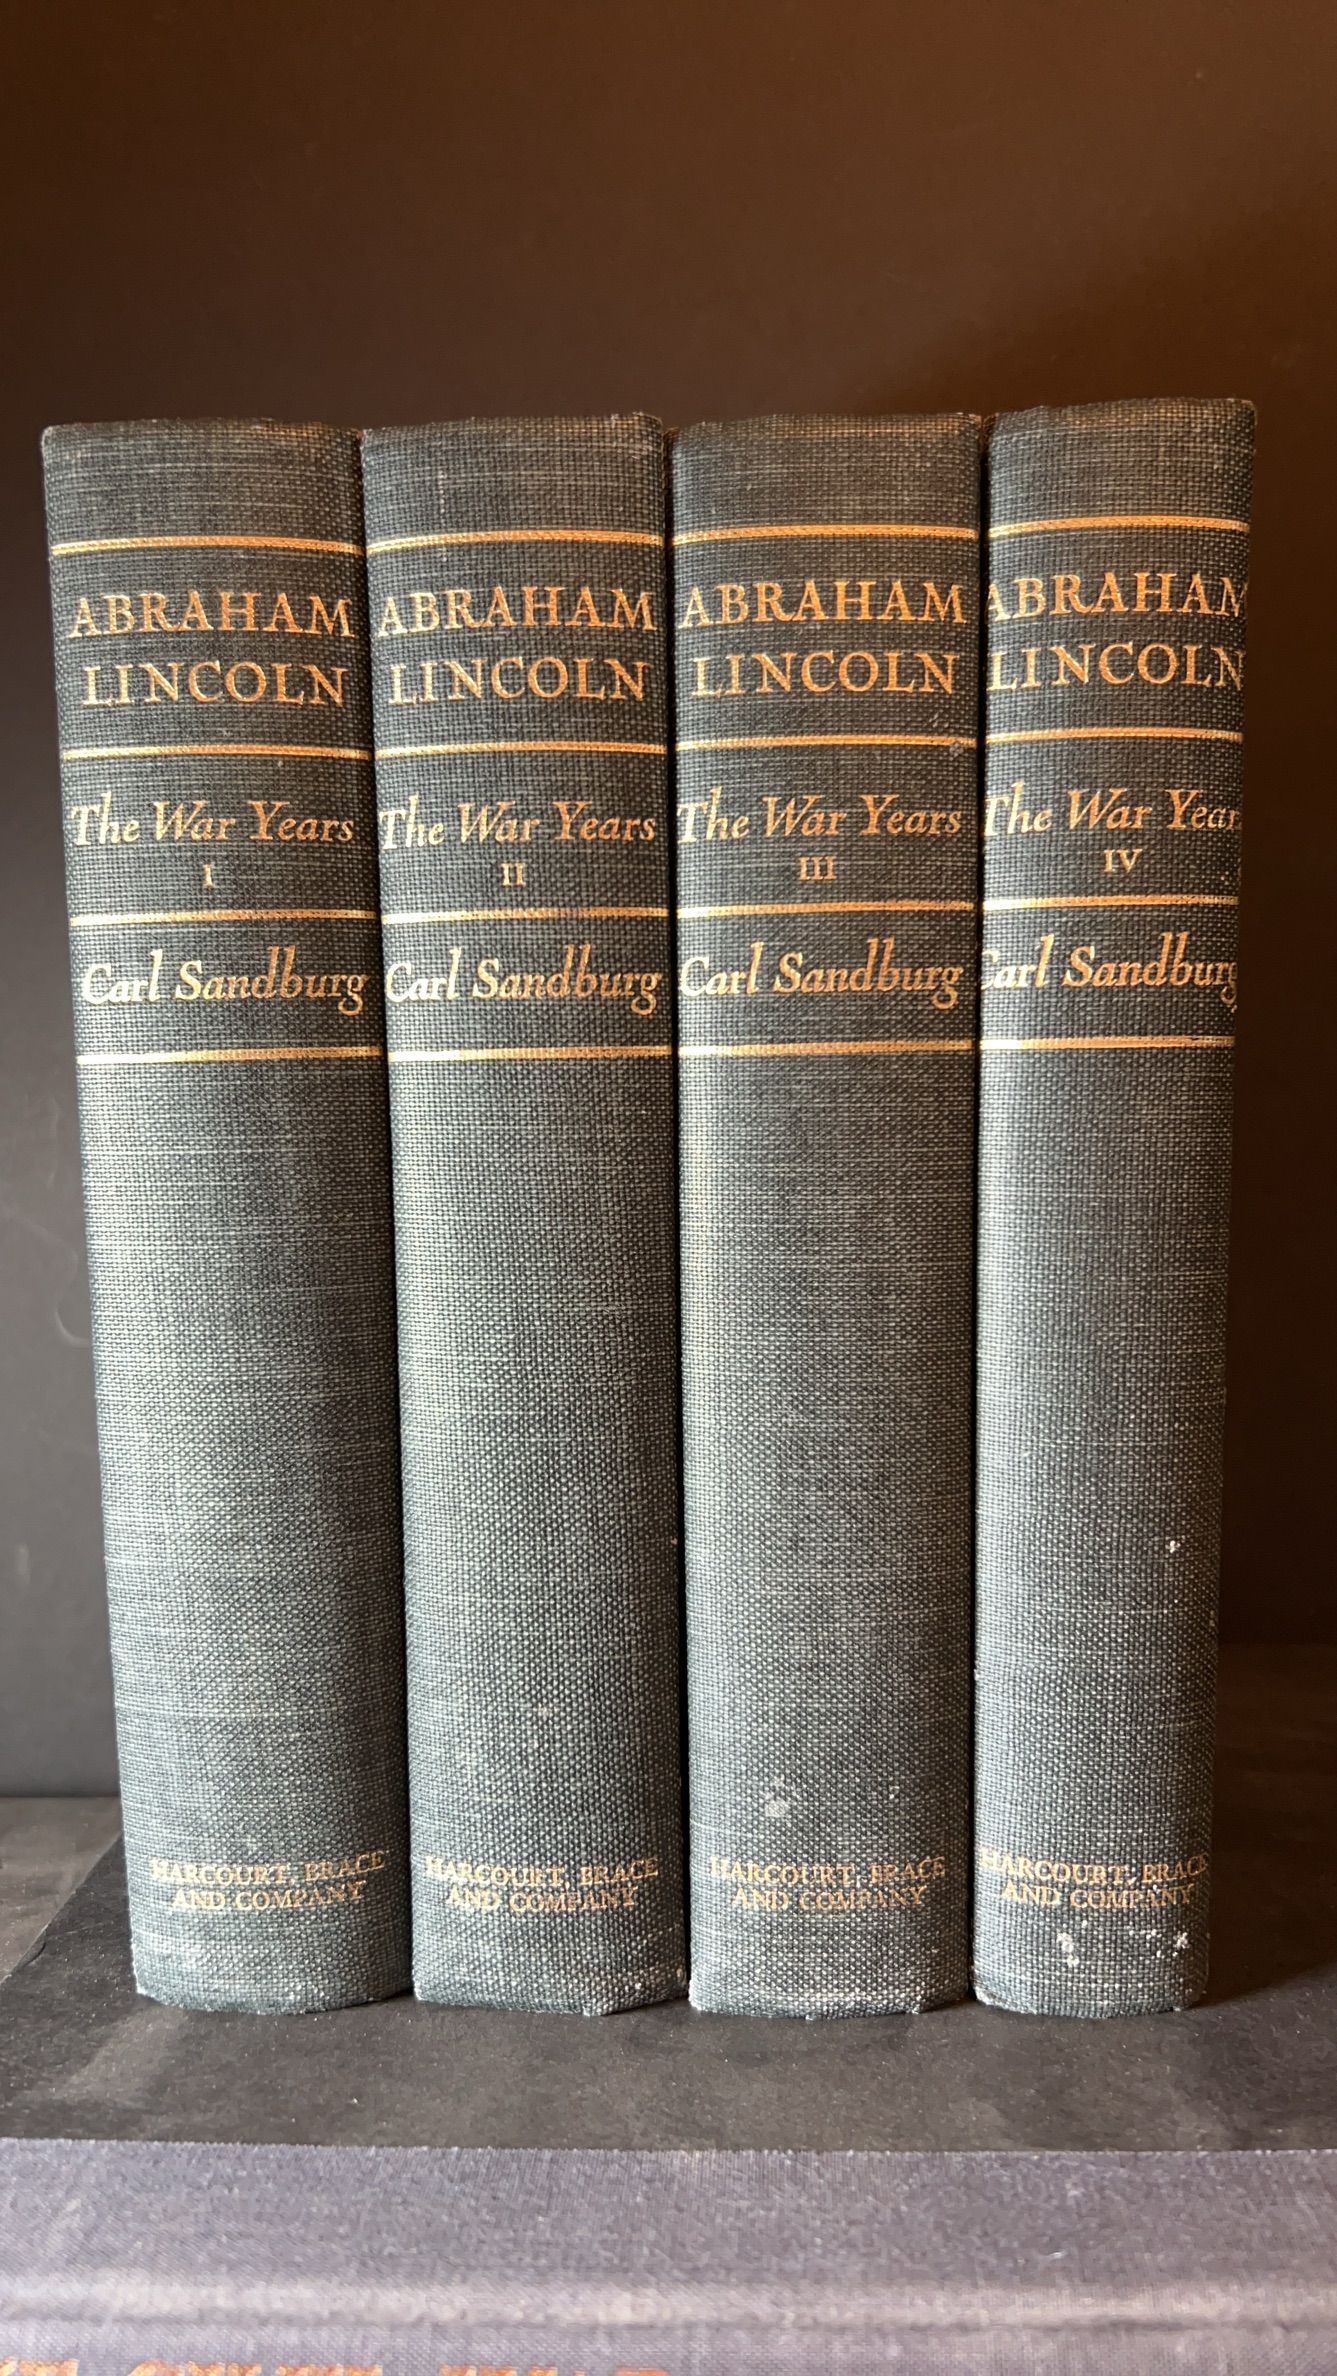 ABRAHAM
LINCOLN
The War Years
I
Carl Sandburg
HARCOURT, BRACE
AND COMPANY
ABRAHAM
LINCOLN
The War Years
II
Carl Sandburg
HARCOURT, BRACE
AND COMPANY
ABRAHAM
LINCOLN
The War Years
III
Carl Sandburg
HARCOURT, BRACE
AND COMPANY
ABRAHAM
LINCOLN
The War Year
IV
Carl Sandburg
HARCOURT, BRACE
AND COMPANY